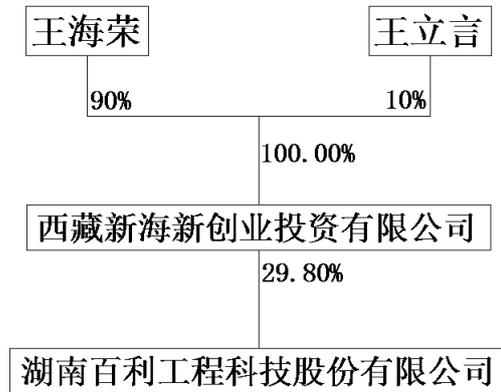 王海荣
王立言
90%
10%
100.00%
西藏新海新创业投资有限公司
29.80%
湖南百利工程科技股份有限公司